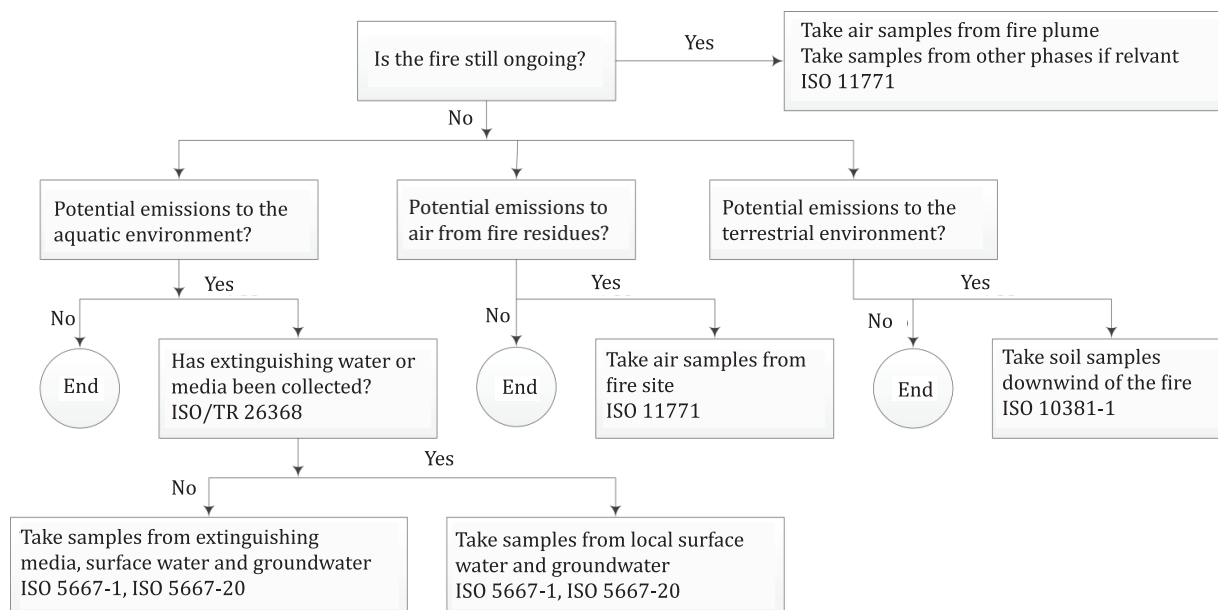 Is the fire still ongoing?
Yes
Take air samples from fire plume
Take samples from other phases if relvant
ISO 11771
No
Potential emissions to the
aquatic environment?
Potential emissions to
air from fire residues?
Potential emissions to the
terrestrial environment?
Yes
No
End
Has extinguishing water or
media been collected?
ISO/TR 26368
Yes
No
End
Take air samples from
fire site
ISO 11771
Yes
No
End
Take soil samples
downwind of the fire
ISO 10381-1
Yes
No
Take samples from extinguishing
media, surface water and groundwater
ISO 5667-1, ISO 5667-20
Take samples from local surface
water and groundwater
ISO 5667-1, ISO 5667-20